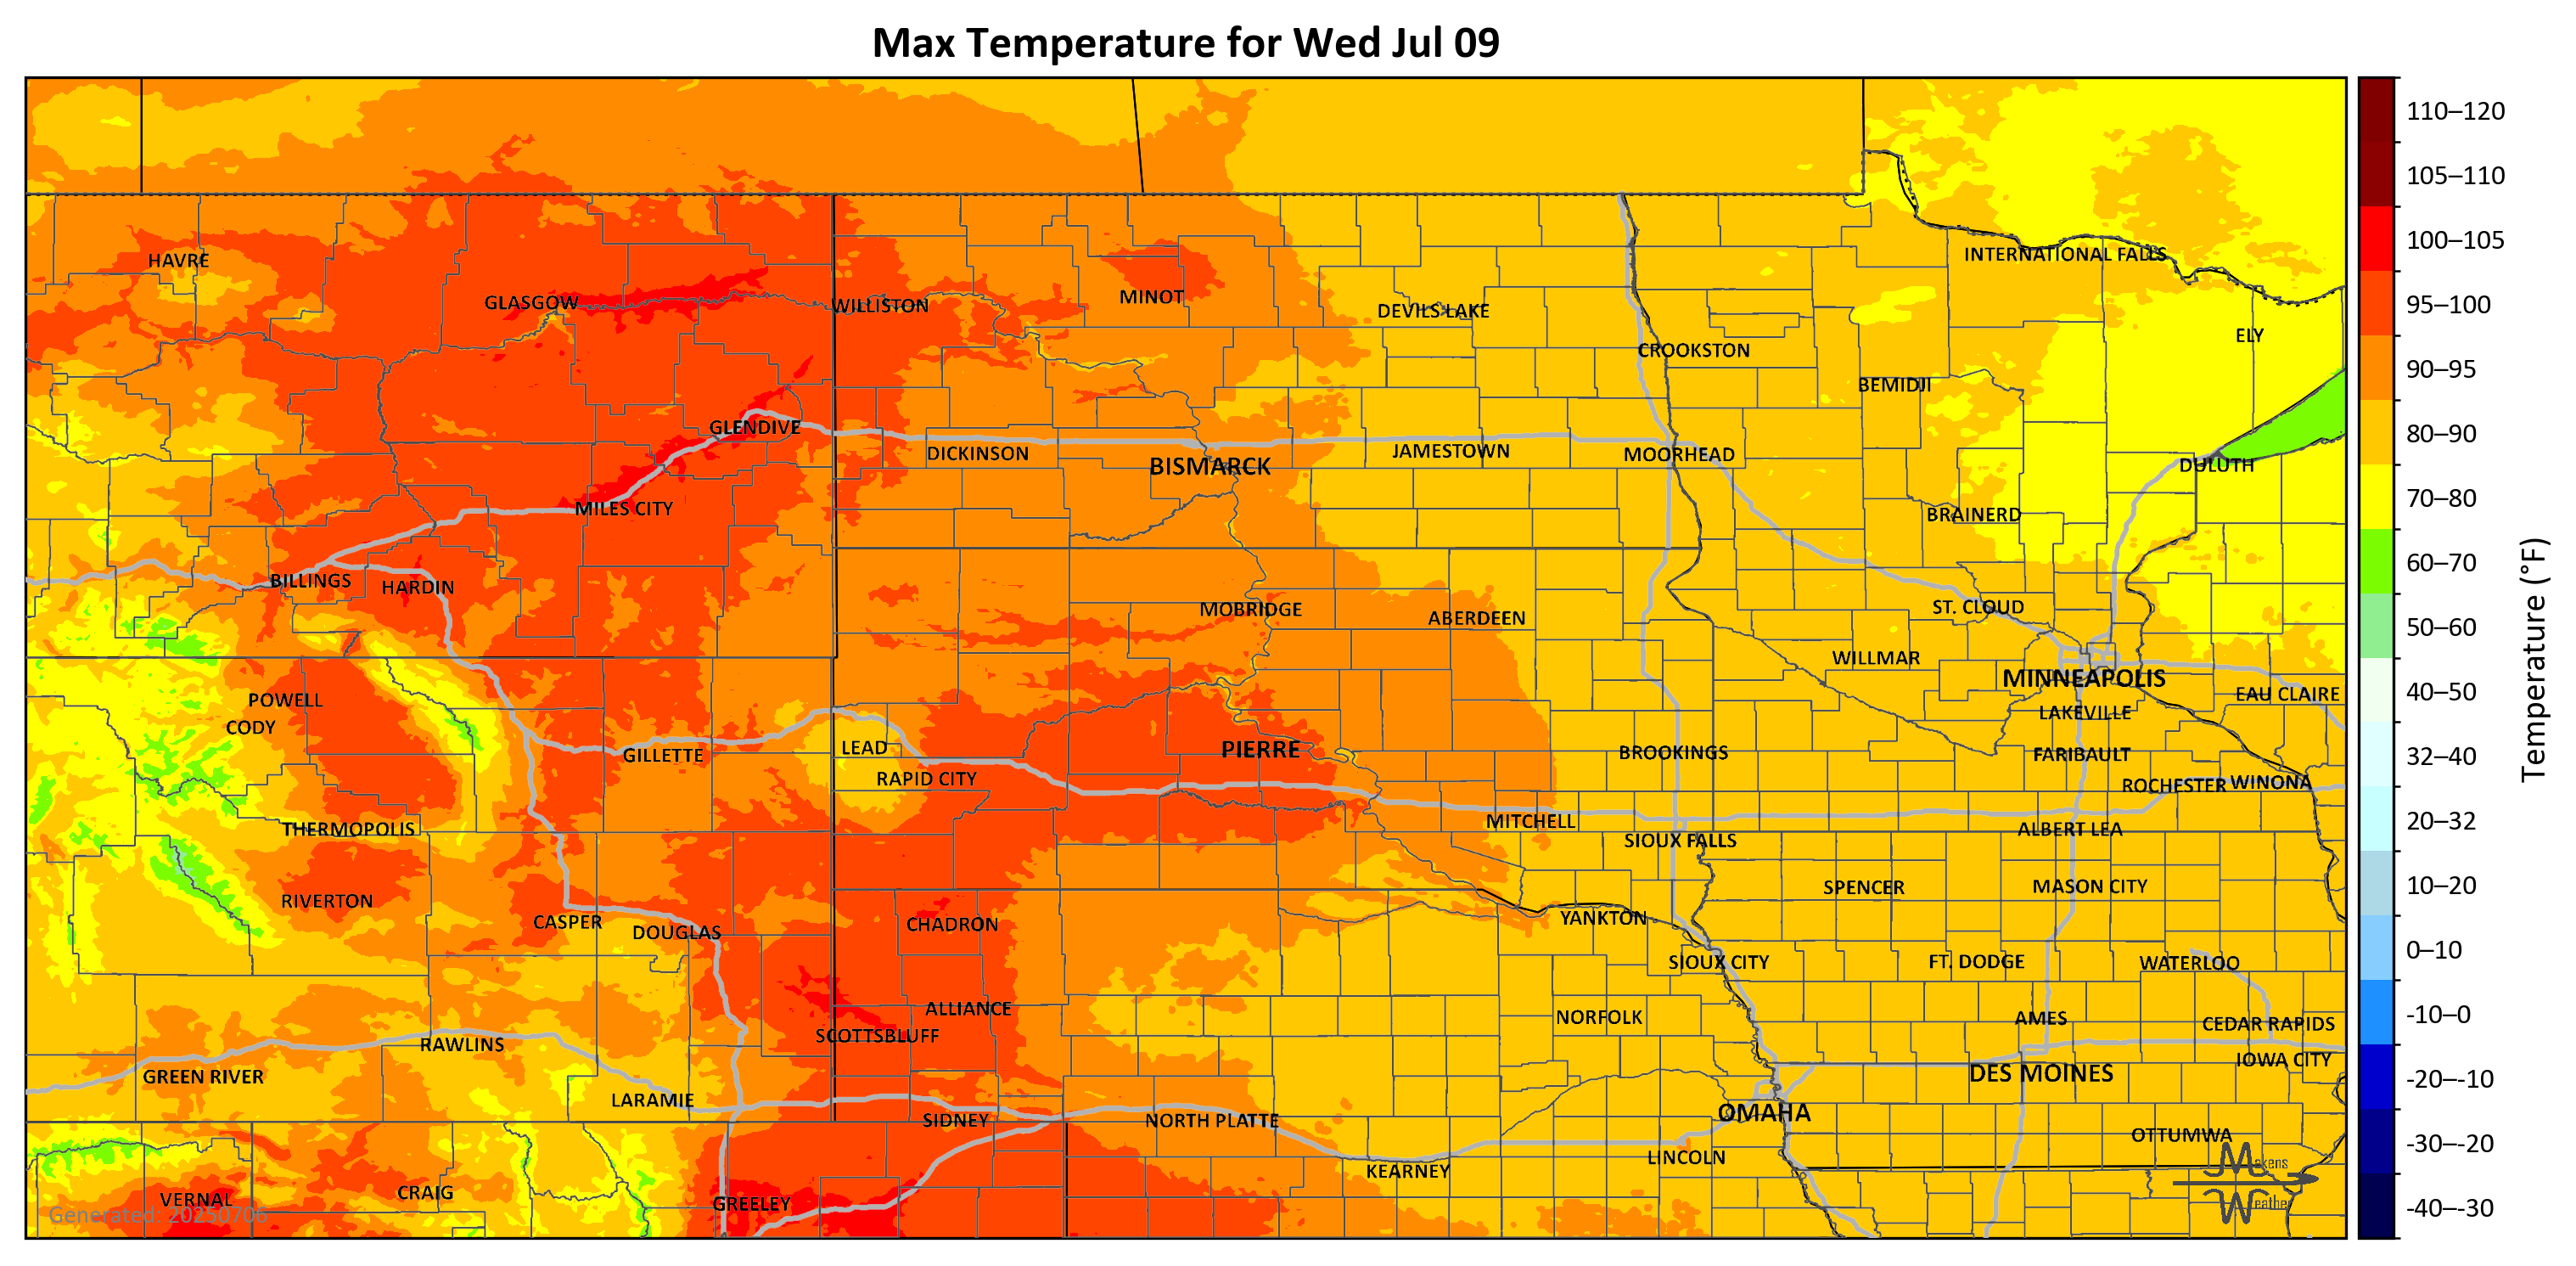 Max Temperature for Wed Jul 09
110–120
105–110
100–105
95–100
90–95
80–90
70–80
60–70
50–60
40–50
32–40
20–32
10–20
0–10
-10–0
-20–-10
-30–-20
-40–-30
Temperature (°F)
HAVRE
INTERNATIONAL FALLS
GLASGOW
WILLISTON
MINOT
DEVILS LAKE
ELY
CROOKSTON
BEMIDJI
GLENDIVE
DICKINSON
BISMARCK
JAMESTOWN
MOORHEAD
DULUTH
MILES CITY
BRAINERD
BILLINGS
HARDIN
MOBRIDGE
ABERDEEN
ST. CLOUD
WILLMAR
MINNEAPOLIS
POWELL
EAU CLAIRE
CODY
LAKEVILLE
GILLETTE
LEAD
PIERRE
BROOKINGS
FARIBAULT
RAPID CITY
ROCHESTER
WINONA
THERMOPOLIS
MITCHELL
ALBERT LEA
SIOUX FALLS
RIVERTON
SPENCER
MASON CITY
CASPER
DOUGLAS
CHADRON
YANKTON
SIOUX CITY
FT. DODGE
WATERLOO
ALLIANCE
NORFOLK
AMES
CEDAR RAPIDS
SCOTTSBLUFF
RAWLINS
IOWA CITY
GREEN RIVER
DES MOINES
LARAMIE
SIDNEY
NORTH PLATTE
OMAHA
OTTUMWA
KEARNEY
LINCOLN
VERNAL
CRAIG
GREELEY
Generated: 20250706
Makens
Weather